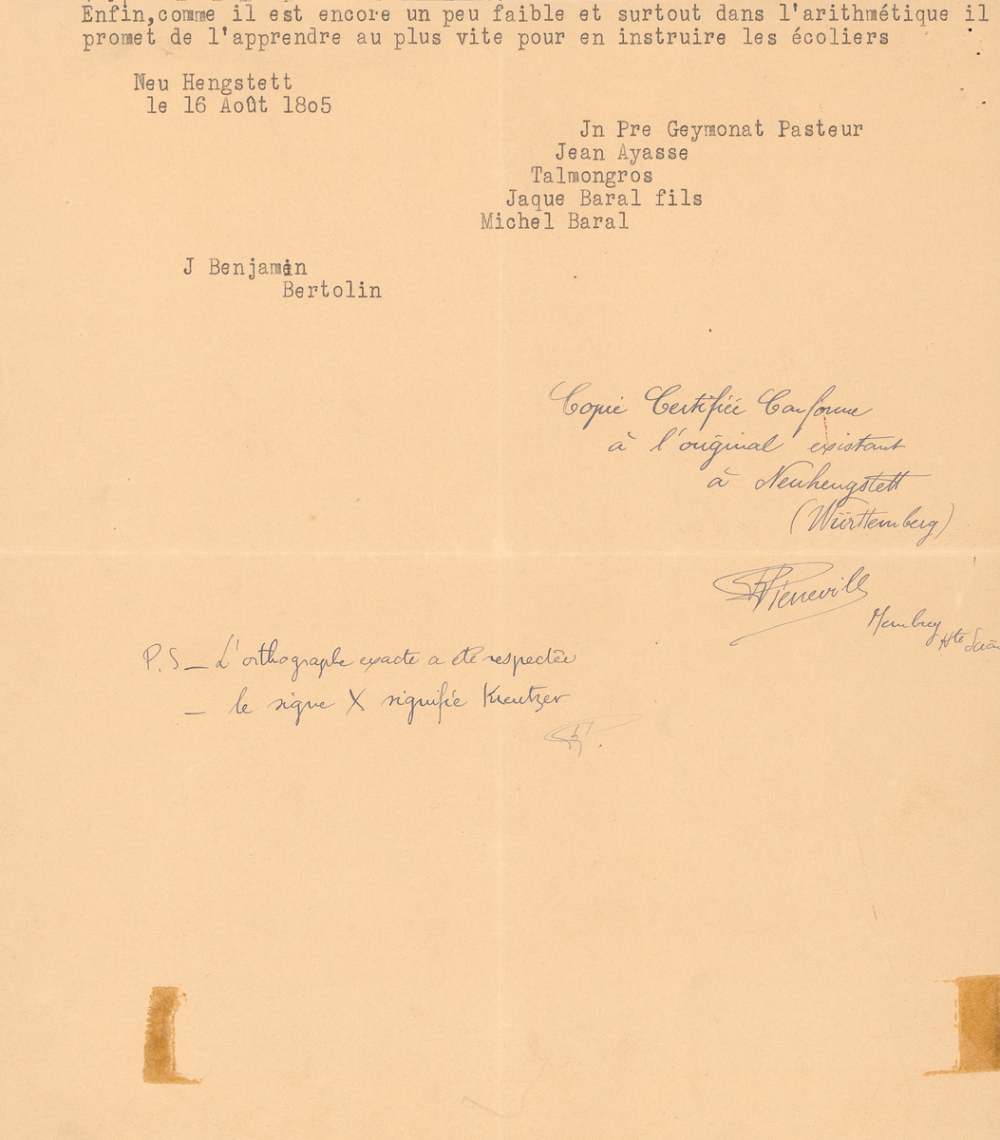 Enfin,comme il est encore un peu faible et surtout dans l'arithmétique il
promet de l'apprendre au plus vite pour en instruire les écoliers
Neu Hengstett
le 16 Août 18o5
Jn Pre Geymonat Pasteur
Jean Ayasse
Talmongros
Jaque Baral fils
Michel Baral
J Benjamin
Bertolin
Copie Certifiée Conforme
à l'original existant
à Neuhengstett
(Württemberg)
Membrey
Hte
P.S — L'orthographe exacte a été respectée
— le signe X signifie Kreutzer